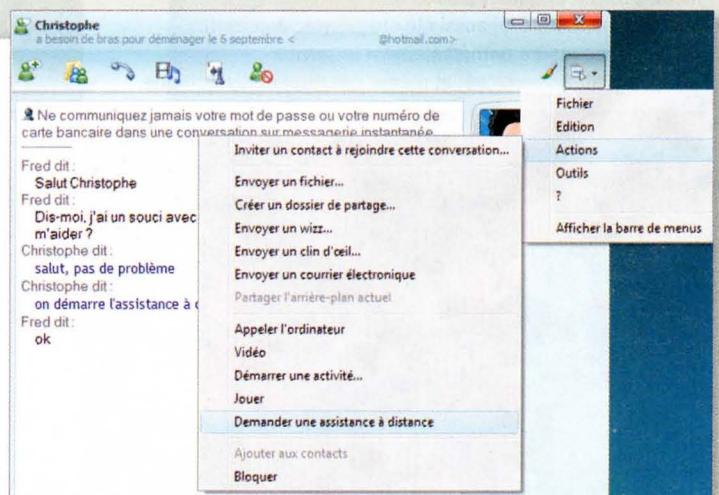 Christophe
a besoin de bras pour déménager le 6 septembre < @hotmail.com>
Ne communiquez jamais votre mot de passe ou votre numéro de
carte bancaire dans une conversation sur messagerie instantanée
Fred dit :
Salut Christophe
Fred dit :
Dis-moi, j'ai un souci avec
m'aider ?
Christophe dit :
salut, pas de problème
Christophe dit :
on démarre l'assistance à
Fred dit :
ok
Fichier
Edition
Actions
Outils
?
Afficher la barre de menus
Inviter un contact à rejoindre cette conversation...
Envoyer un fichier...
Créer un dossier de partage...
Envoyer un wizz...
Envoyer un clin d'œil...
Envoyer un courrier électronique
Partager l'arrière-plan actuel
Appeler l'ordinateur
Vidéo
Démarrer une activité...
Jouer
Demander une assistance à distance
Ajouter aux contacts
Bloquer